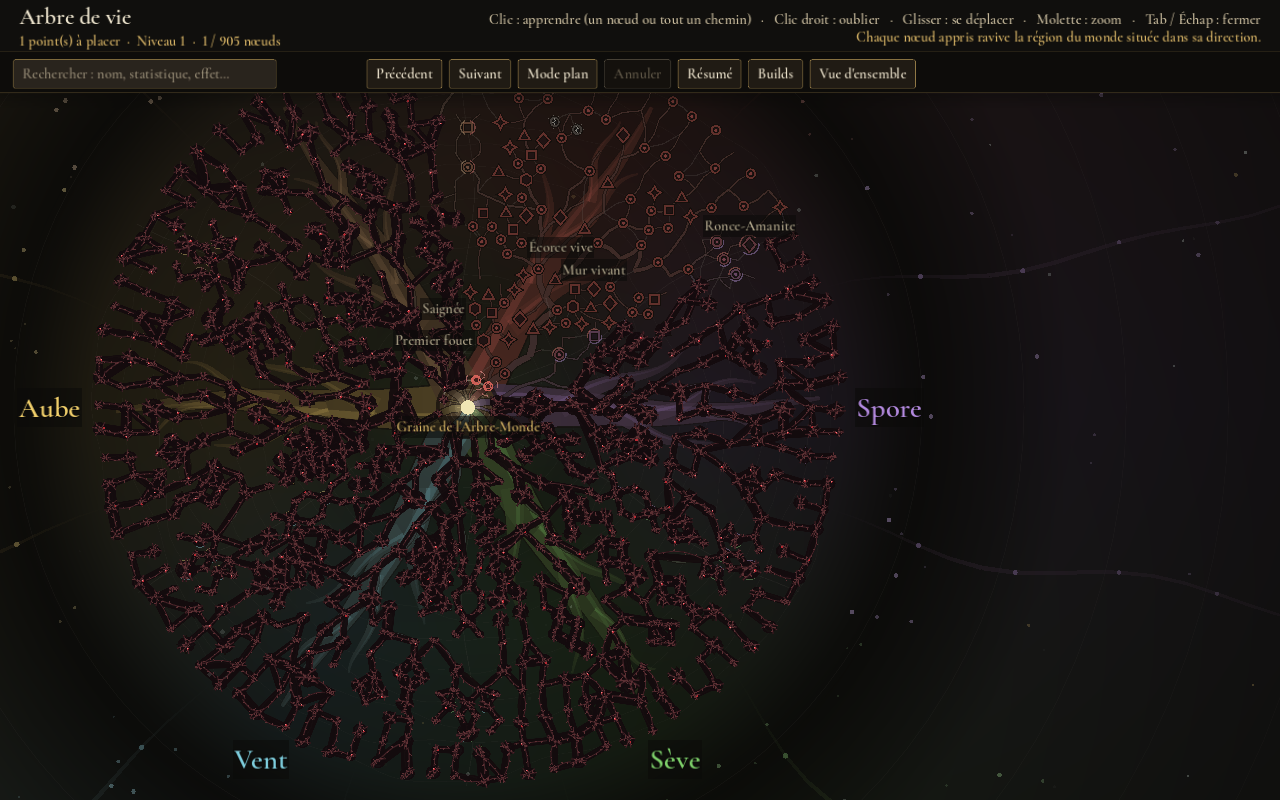 Arbre de vie
1 point(s) à placer · Niveau 1 · 1 / 905 nœuds
Clic : apprendre (un nœud ou tout un chemin) · Clic droit : oublier · Glisser : se déplacer · Molette : zoom · Tab / Échap : fermer
Chaque nœud appris ravive la région du monde située dans sa direction.
Rechercher : nom, statistique, effet...
Précédent
Suivant
Mode plan
Annuler
Résumé
Builds
Vue d'ensemble
Ronce-Amanite
Écorce vive
Mur vivant
Saignée
Premier fouet
Aube
Spore
Graine de l'Arbre-Monde
Vent
Sève